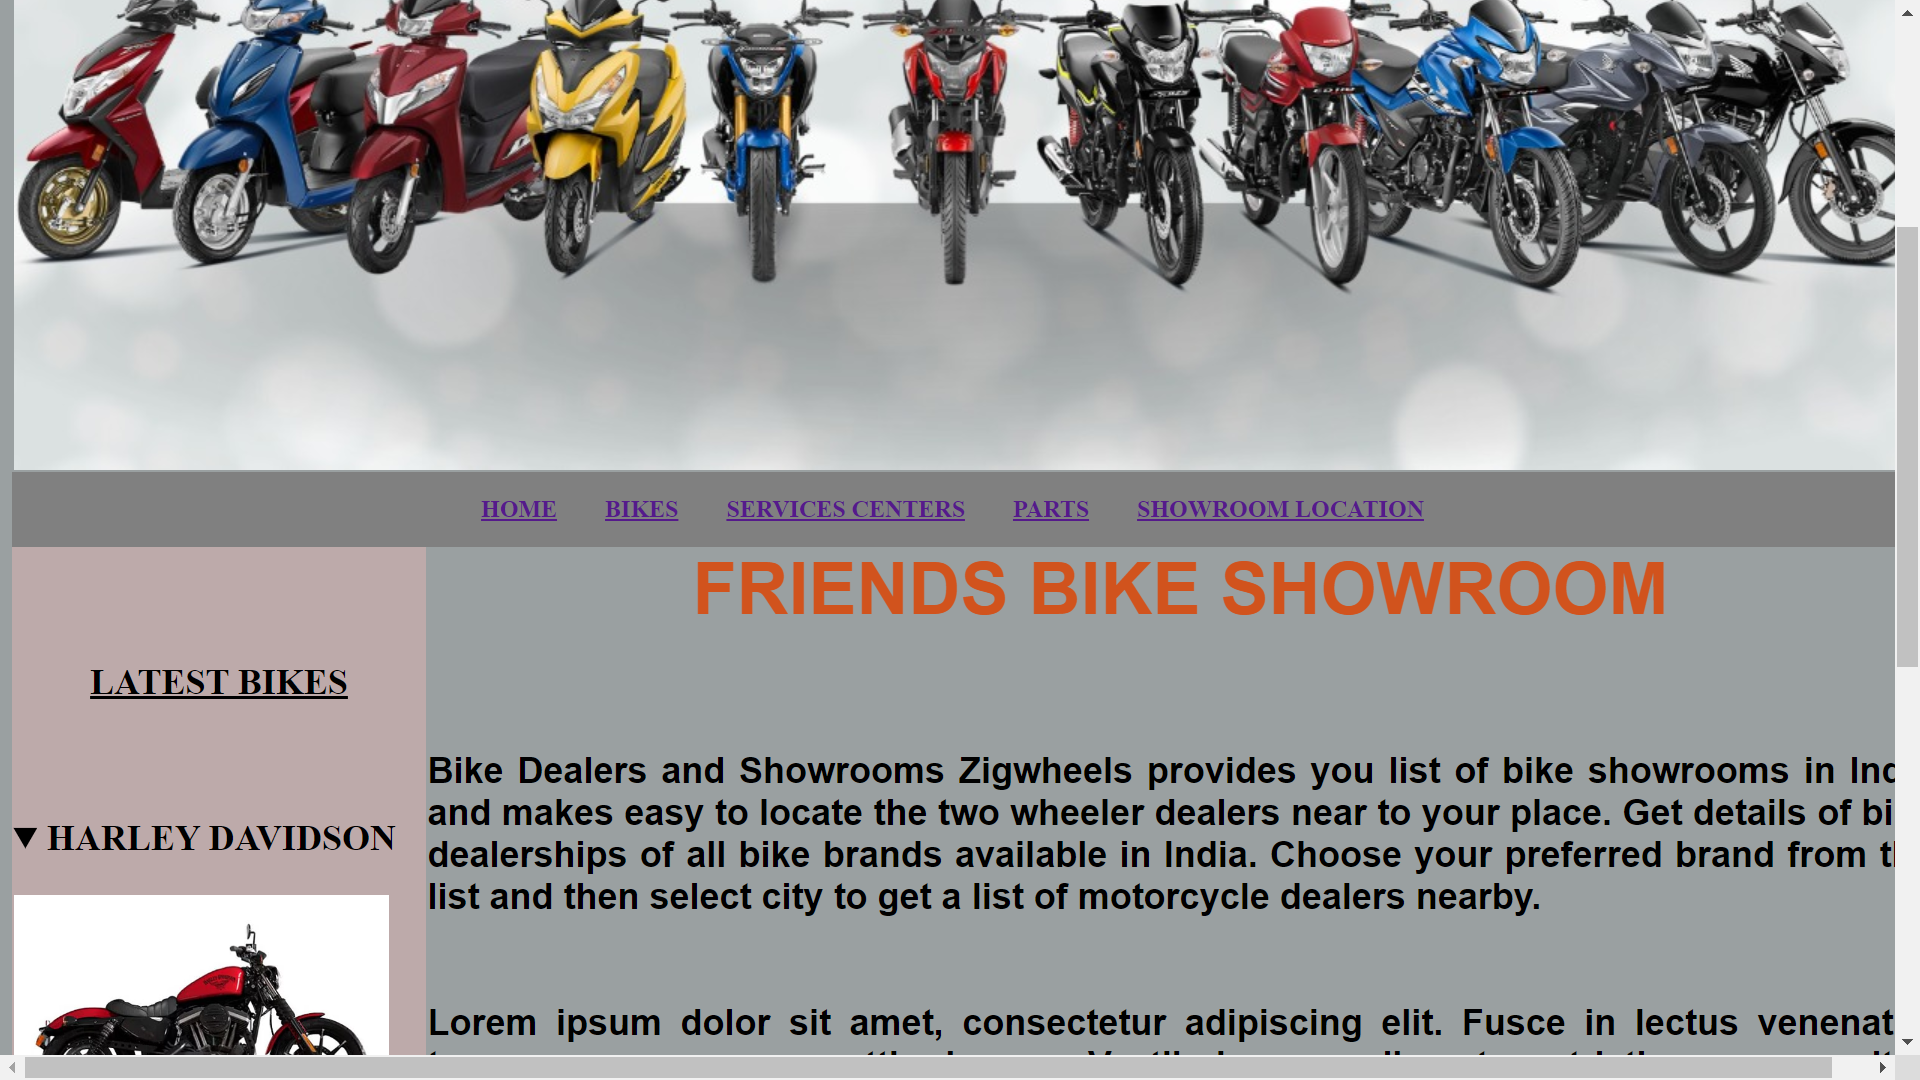 HOME BIKES SERVICES CENTERS PARTS SHOWROOM LOCATION
FRIENDS BIKE SHOWROOM
LATEST BIKES
Bike Dealers and Showrooms Zigwheels provides you list of bike showrooms in Ind
and makes easy to locate the two wheeler dealers near to your place. Get details of bi
dealerships of all bike brands available in India. Choose your preferred brand from th
list and then select city to get a list of motorcycle dealers nearby.
▼ HARLEY DAVIDSON
Lorem ipsum dolor sit amet, consectetur adipiscing elit. Fusce in lectus venenat